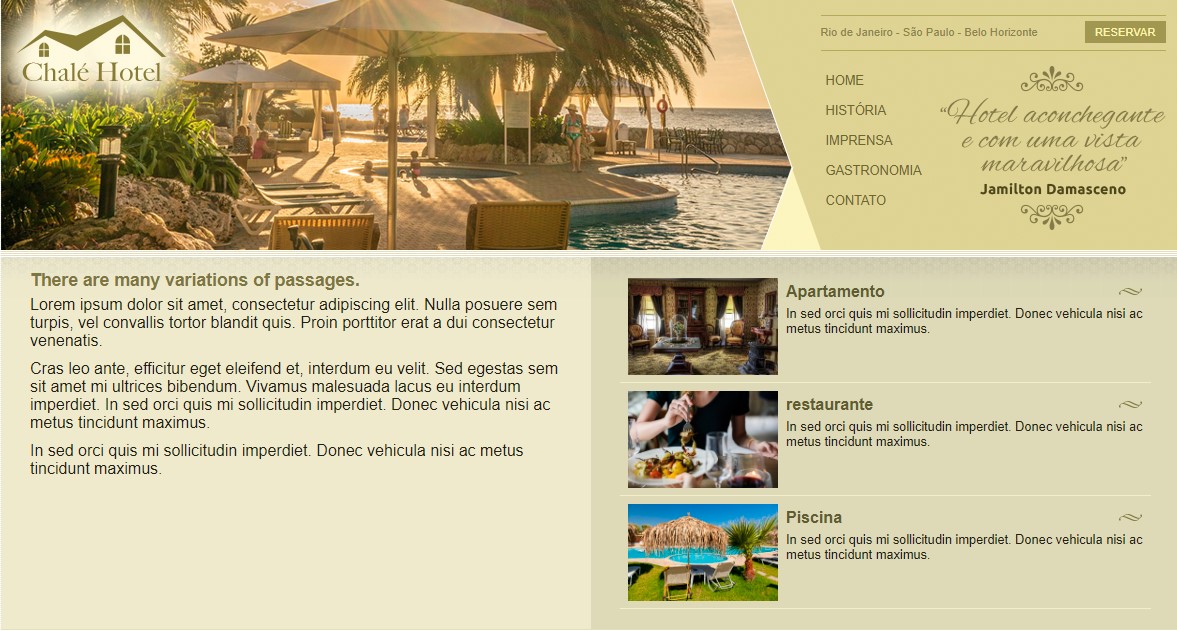 Chalé Hotel
Rio de Janeiro - São Paulo - Belo Horizonte
RESERVAR
HOME
HISTÓRIA
IMPRENSA
GASTRONOMIA
CONTATO
“Hotel aconchegante
e com uma vista
maravilhosa”
Jamilton Damasceno
There are many variations of passages.
Lorem ipsum dolor sit amet, consectetur adipiscing elit. Nulla posuere sem
turpis, vel convallis tortor blandit quis. Proin porttitor erat a dui consectetur
venenatis.
Cras leo ante, efficitur eget eleifend et, interdum eu velit. Sed egestas sem
sit amet mi ultrices bibendum. Vivamus malesuada lacus eu interdum
imperdiet. In sed orci quis mi sollicitudin imperdiet. Donec vehicula nisi ac
metus tincidunt maximus.
In sed orci quis mi sollicitudin imperdiet. Donec vehicula nisi ac metus
tincidunt maximus.
Apartamento
In sed orci quis mi sollicitudin imperdiet. Donec vehicula nisi ac
metus tincidunt maximus.
restaurante
In sed orci quis mi sollicitudin imperdiet. Donec vehicula nisi ac
metus tincidunt maximus.
Piscina
In sed orci quis mi sollicitudin imperdiet. Donec vehicula nisi ac
metus tincidunt maximus.